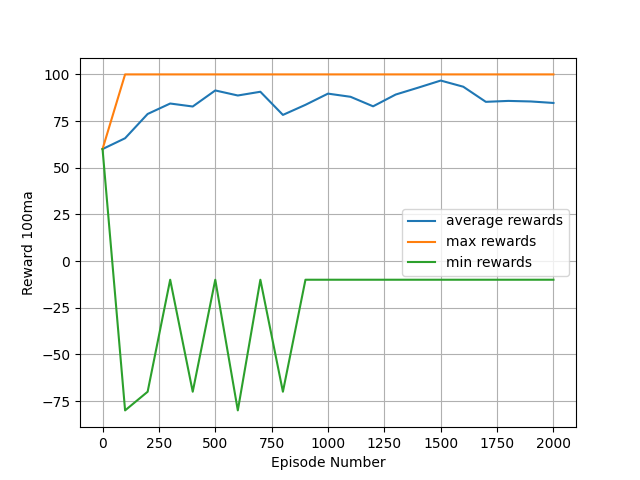 100
75
50
25
0
−25
−50
−75
Reward 100ma
average rewards
max rewards
min rewards
0 250 500 750 1000 1250 1500 1750 2000
Episode Number